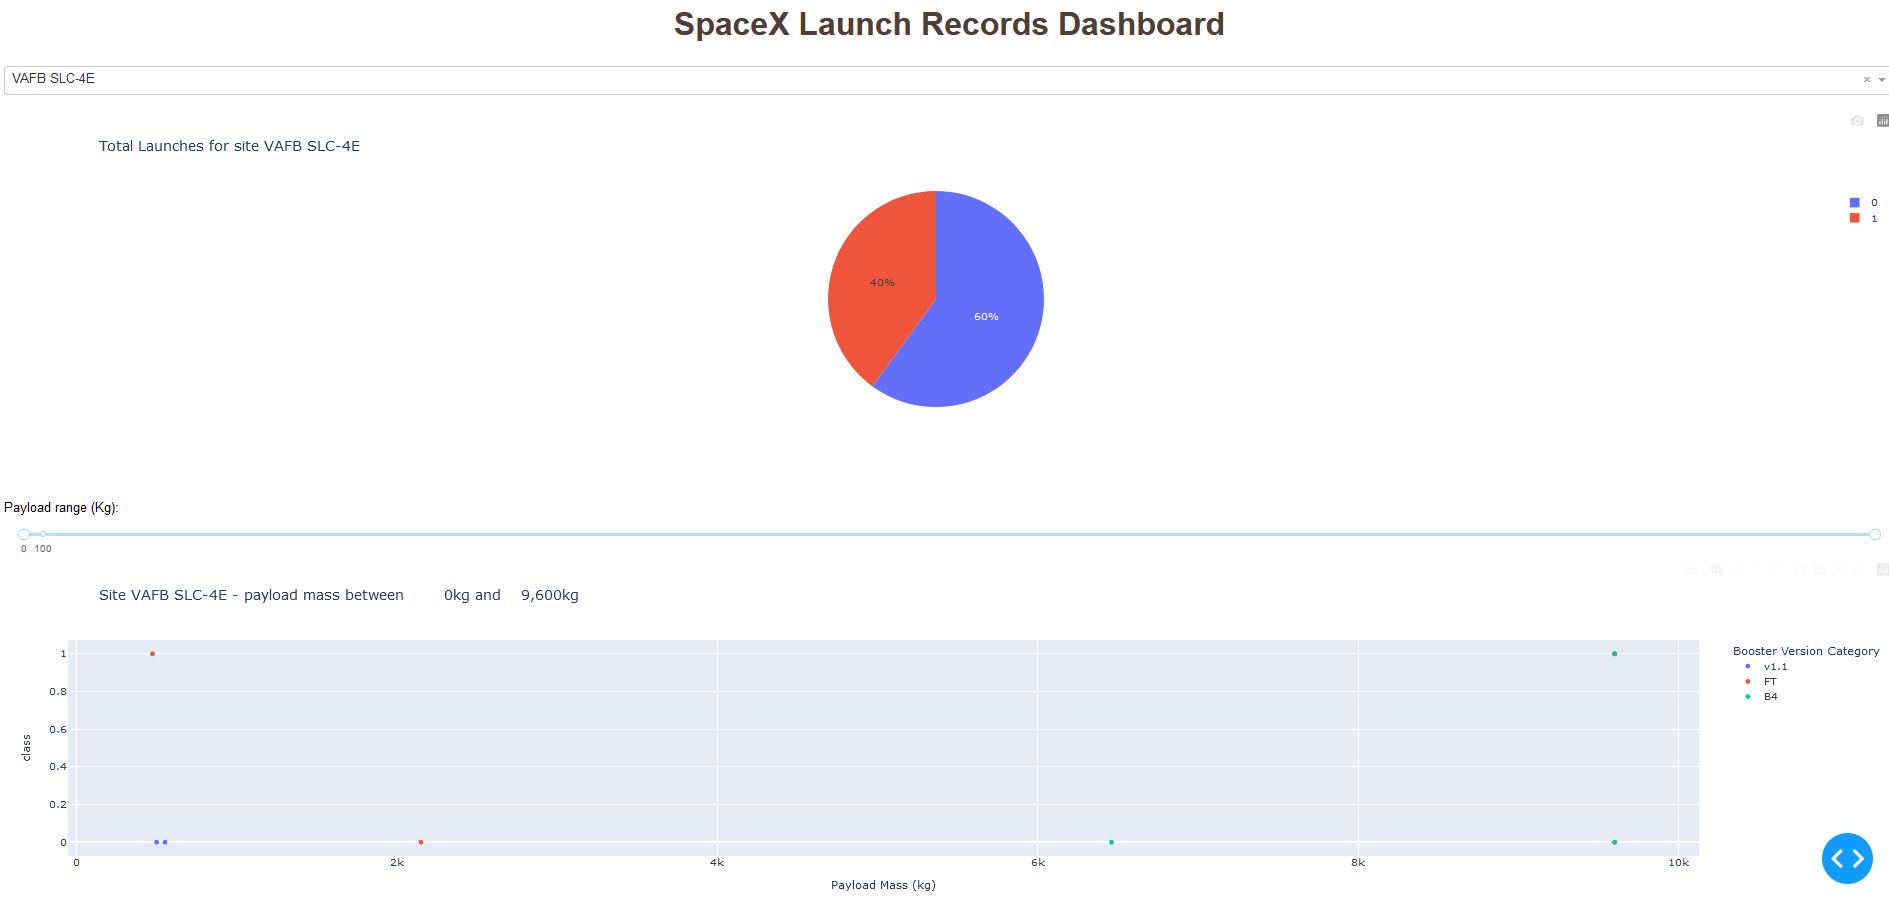 SpaceX Launch Records Dashboard
VAFB SLC-4E × 
Total Launches for site VAFB SLC-4E
0
1
40%
60%
Payload range (Kg):
0 100
Site VAFB SLC-4E - payload mass between 0kg and 9,600kg
Booster Version Category
v1.1
FT
B4
class
1
0.8
0.6
0.4
0.2
0
0 2k 4k 6k 8k 10k
Payload Mass (kg)